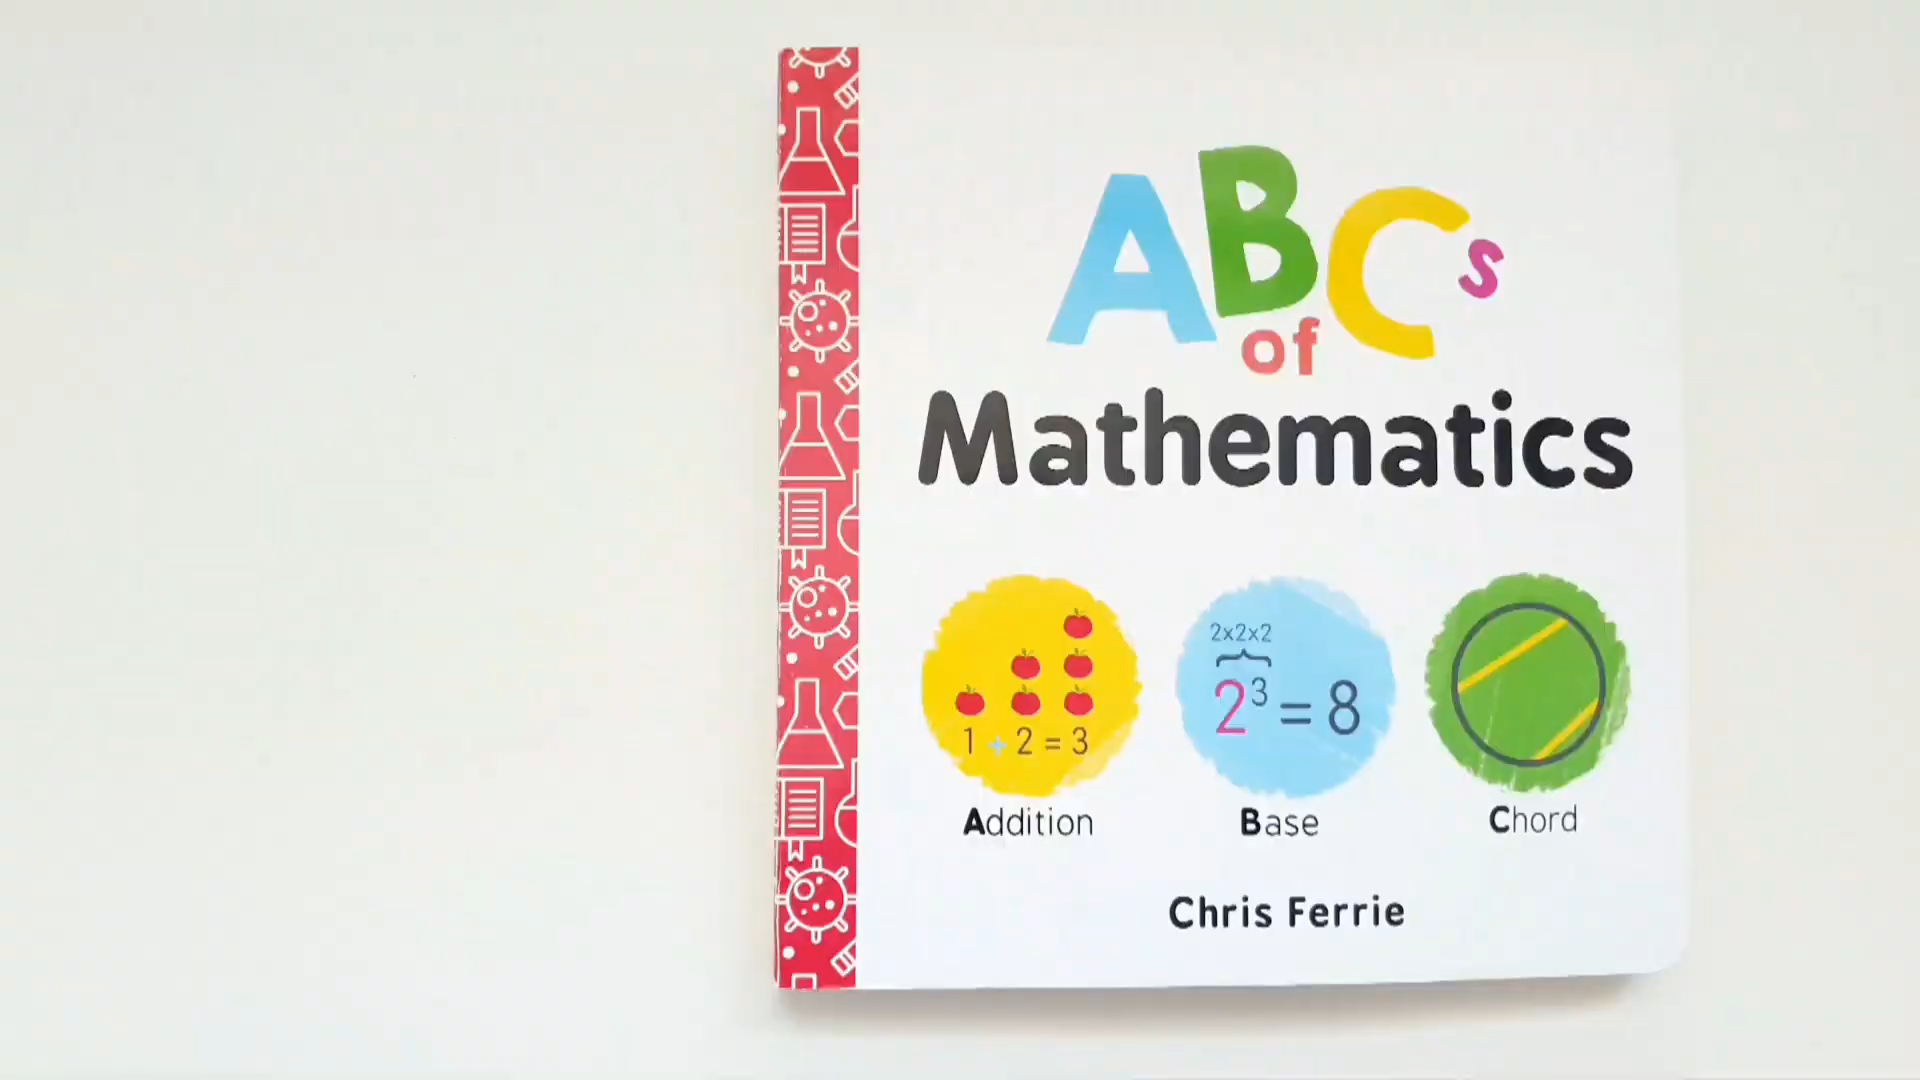 ABCs
of
Mathematics
2x2x2
2³ = 8
1 + 2 = 3
Addition
Base
Chord
Chris Ferrie